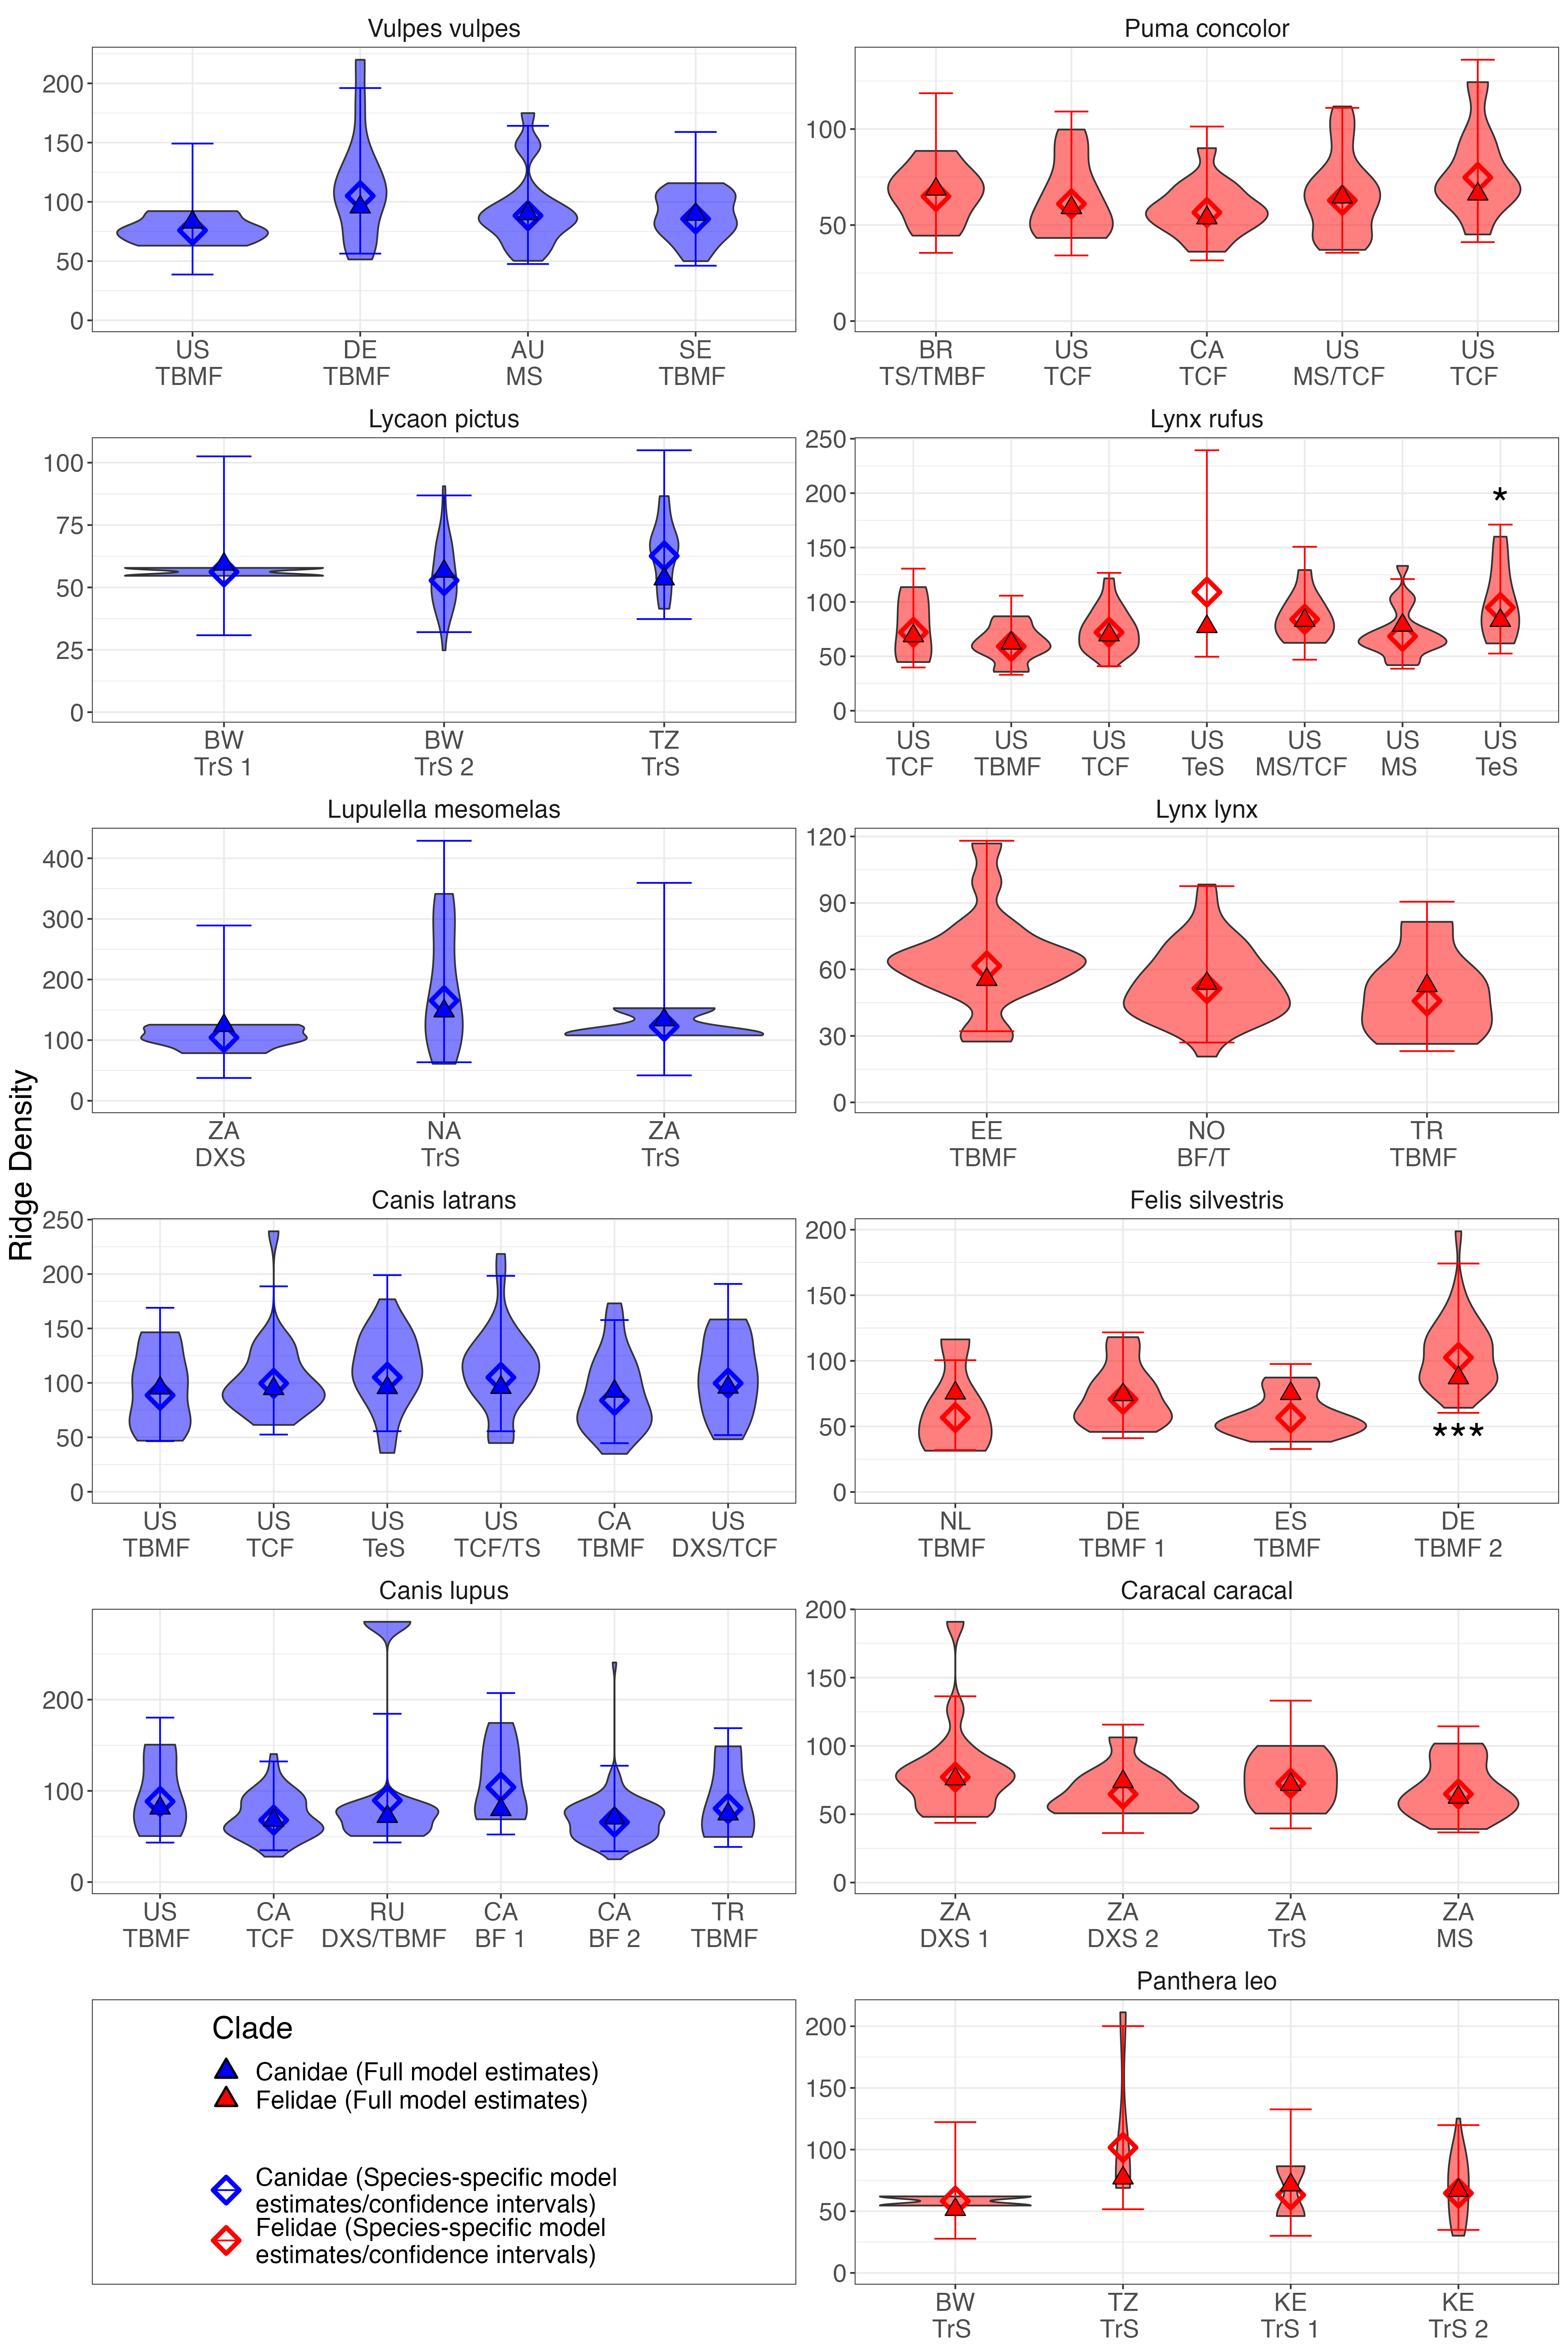 Vulpes vulpes
200
150
100
50
0
US DE AU SE
TBMF TBMF MS TBMF
Puma concolor
100
50
0
BR US CA US US
TS/TMBF TCF TCF MS/TCF TCF
Lycaon pictus
100
75
50
25
0
BW BW TZ
TrS 1 TrS 2 TrS
Lynx rufus
250
200
150
100
50
0
*
US US US US US US US
TCF TBMF TCF TeS MS/TCF MS TeS
Lupulella mesomelas
400
300
200
100
0
ZA NA ZA
DXS TrS TrS
Lynx lynx
120
90
60
30
0
EE NO TR
TBMF BF/T TBMF
Ridge Density
Canis latrans
250
200
150
100
50
0
US US US US CA US
TBMF TCF TeS TCF/TS TBMF DXS/TCF
Felis silvestris
200
150
100
50
0
***
NL DE ES DE
TBMF TBMF 1 TBMF TBMF 2
Canis lupus
200
100
0
US CA RU CA CA TR
TBMF TCF DXS/TBMF BF 1 BF 2 TBMF
Caracal caracal
200
150
100
50
0
ZA ZA ZA ZA
DXS 1 DXS 2 TrS MS
Clade
Canidae (Full model estimates)
Felidae (Full model estimates)
Canidae (Species-specific model
estimates/confidence intervals)
Felidae (Species-specific model
estimates/confidence intervals)
Panthera leo
200
150
100
50
0
BW TZ KE KE
TrS TrS TrS 1 TrS 2